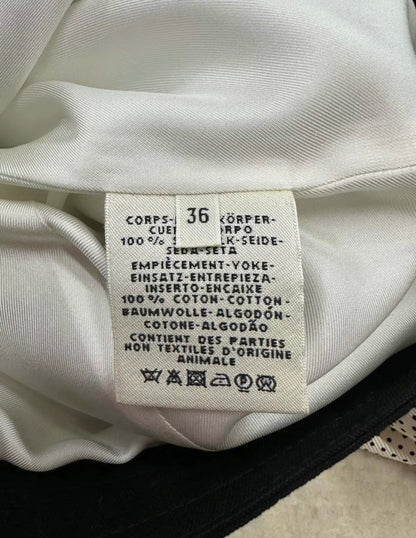 36
CORPS- KÖRPER-
CUE RPO
100% LK-SEIDE-
SEDA-SETA
EMPIÈCEMENT-YOKE-
EINSATZ-ENTREPIEZA-
INSERTO-ENCAIXE
100% COTON-COTTON-
BAUMWOLLE-ALGODÓN-
COTONE-ALGODÃO
CONTIENT DES PARTIES
NON TEXTILES D'ORIGINE
ANIMALE